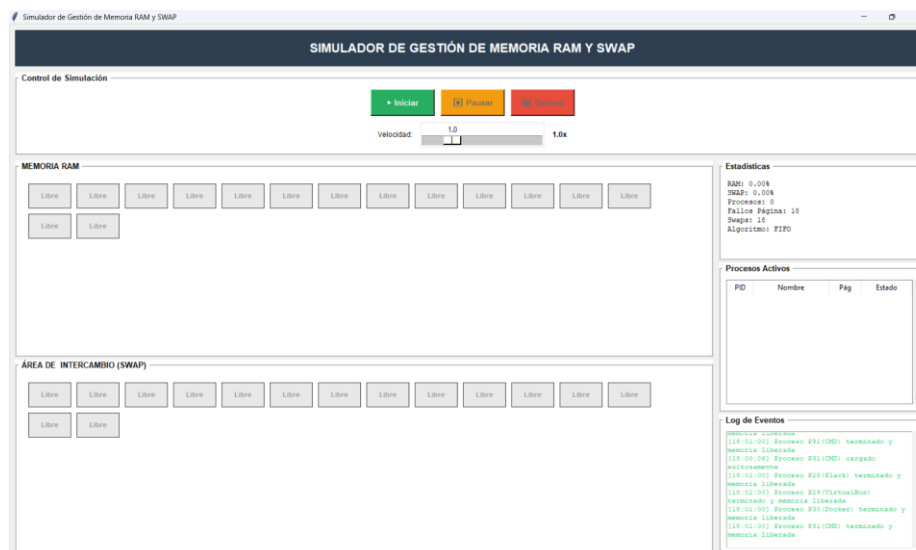 Simulador de Gestión de Memoria RAM y SWAP
SIMULADOR DE GESTIÓN DE MEMORIA RAM Y SWAP
Control de Simulación
Iniciar
Pausar
Velocidad:
1.0
1.0x
MEMORIA RAM
Libre Libre Libre Libre Libre Libre Libre Libre Libre Libre Libre Libre Libre
Libre Libre
Estadísticas
RAM: 0.00%
SWAP: 0.00%
Procesos: 0
Fallos Página: 18
Swaps: 18
Algoritmo: FIFO
Procesos Activos
PID Nombre Pág Estado
ÁREA DE INTERCAMBIO (SWAP)
Libre Libre Libre Libre Libre Libre Libre Libre Libre Libre Libre Libre Libre
Libre Libre
Log de Eventos
memoria liberada
[18:01:00] Proceso P31(CMD) terminado y
memoria liberada
[18:00:06] Proceso P31(CMD) cargado
exitosamente
[18:01:00] Proceso P28(Slack) terminado y
memoria liberada
[18:01:00] Proceso P29(VirtualBox)
terminado y memoria liberada
[18:01:00] Proceso P30(Docker) terminado y
memoria liberada
[18:01:00] Proceso P31(CMD) terminado y
memoria liberada